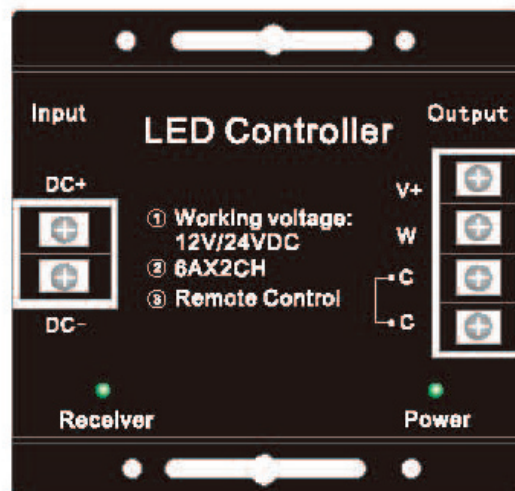 Input
LED Controller
Output
DC+
DC-
① Working voltage:
12V/24VDC
② 6AX2CH
③ Remote Control
V+
W
C
C
Receiver
Power